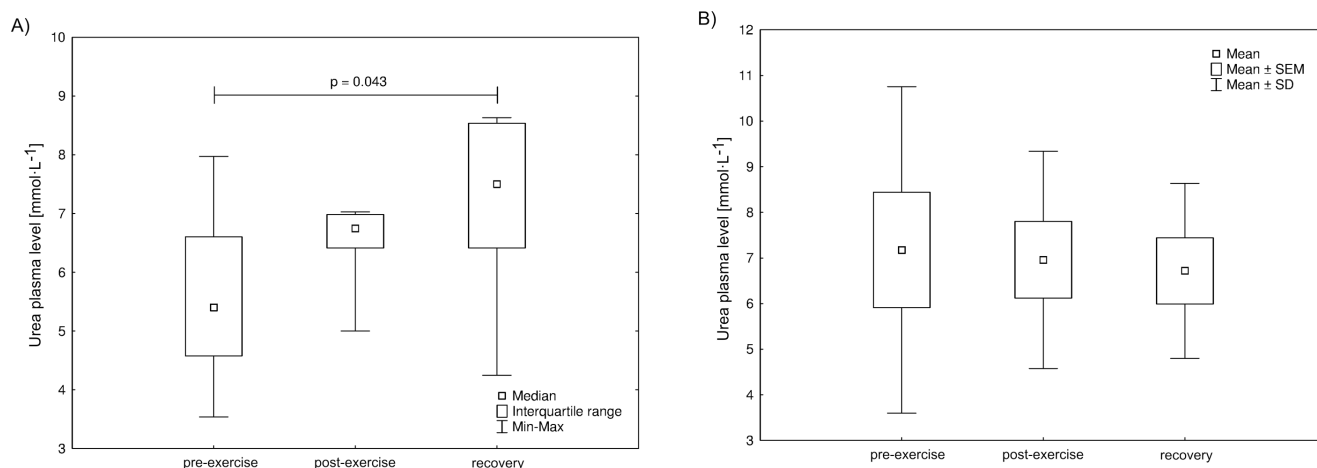 A)
Urea plasma level [mmol·L⁻¹]
10
9
8
7
6
5
4
3
p = 0.043
Median
Interquartile range
Min-Max
pre-exercise post-exercise recovery
B)
Urea plasma level [mmol·L⁻¹]
12
11
10
9
8
7
6
5
4
3
Mean
Mean ± SEM
Mean ± SD
pre-exercise post-exercise recovery